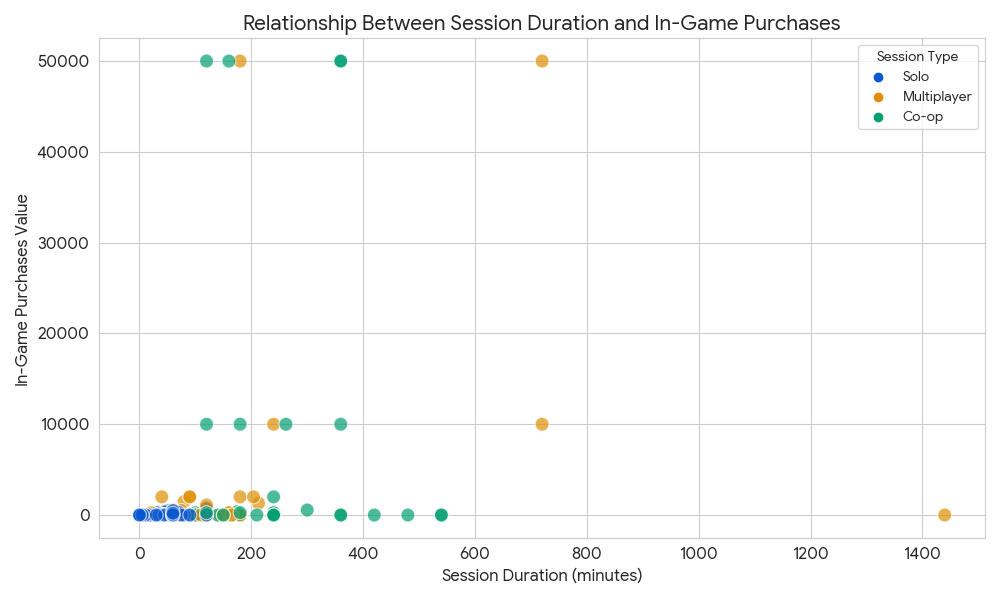 Relationship Between Session Duration and In-Game Purchases
Session Type
Solo
Multiplayer
Co-op
In-Game Purchases Value
50000
40000
30000
20000
10000
0
0 200 400 600 800 1000 1200 1400
Session Duration (minutes)